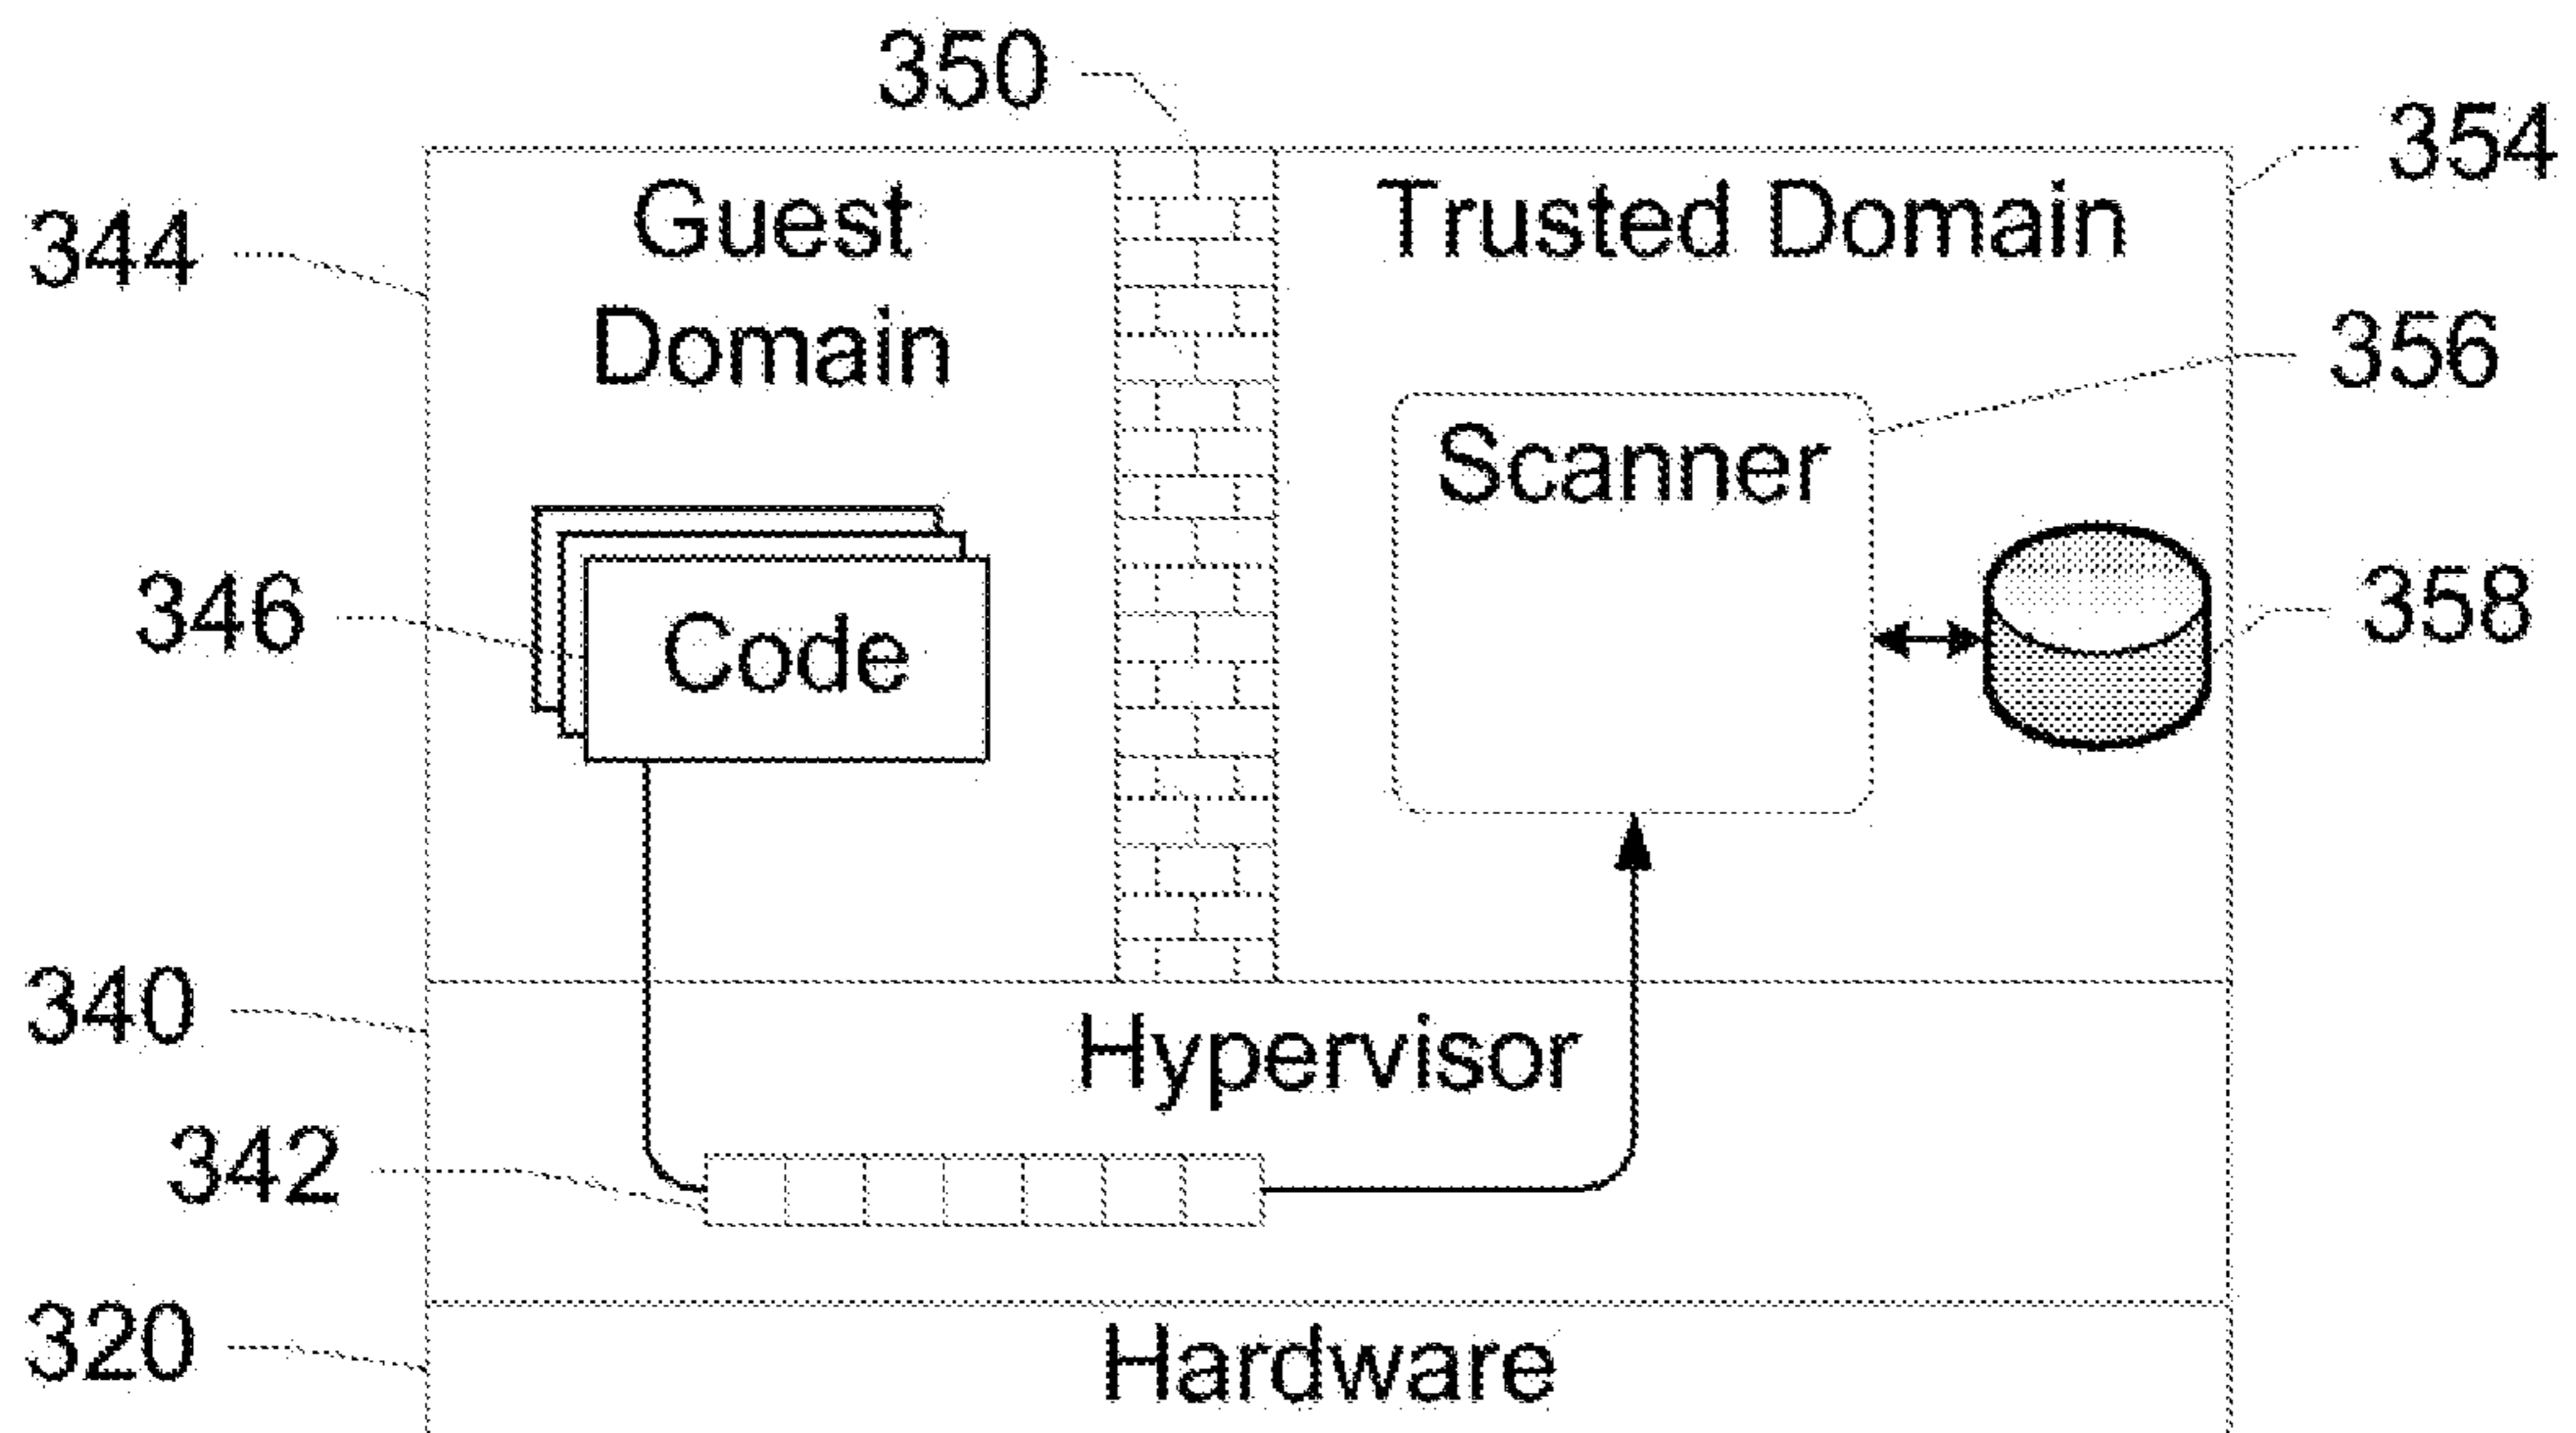 350
354
Guest
Domain
Trusted Domain
344
356
Scanner
346
Code
358
340
Hypervisor
342
320
Hardware